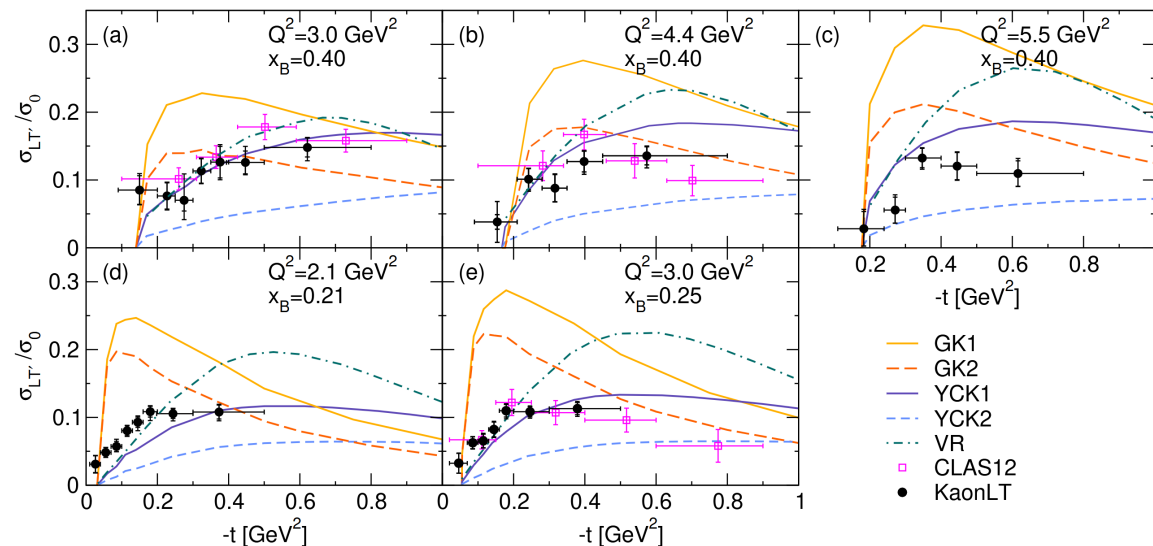 (a) Q²=3.0 GeV²
x_B=0.40
(b) Q²=4.4 GeV²
x_B=0.40
(c) Q²=5.5 GeV²
x_B=0.40
0.3
0.2
0.1
0
σ_LT' /σ_0
0.2 0.4 0.6 0.8
-t [GeV²]
(d) Q²=2.1 GeV²
x_B=0.21
(e) Q²=3.0 GeV²
x_B=0.25
0.3
0.2
0.1
0
σ_LT' /σ_0
0 0.2 0.4 0.6 0.8 0 0.2 0.4 0.6 0.8 1
-t [GeV²]
-t [GeV²]
GK1
GK2
YCK1
YCK2
VR
CLAS12
KaonLT